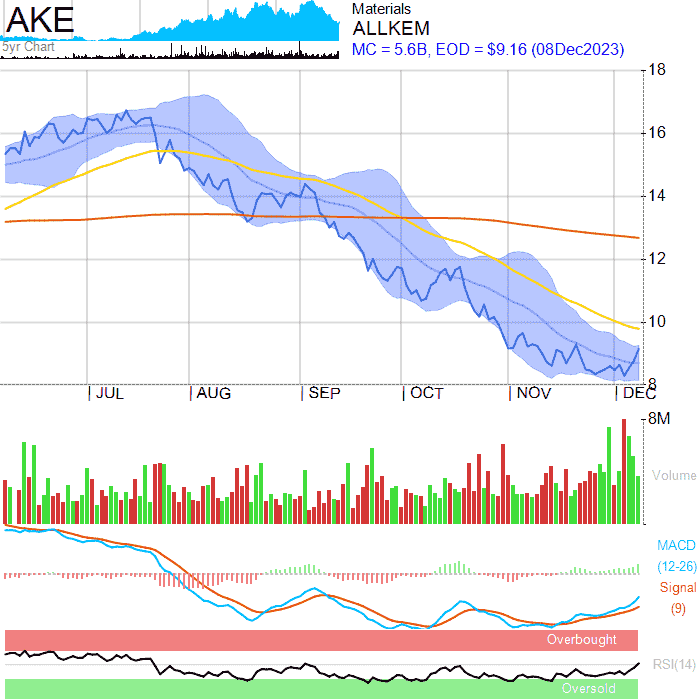 AKE
5yr Chart
Materials
ALLKEM
MC = 5.6B, EOD = $9.16 (08Dec2023)
18
16
14
12
10
8
JUL AUG SEP OCT NOV DEC
8M
Volume
MACD
(12-26)
Signal
(9)
Overbought
RSI(14)
Oversold